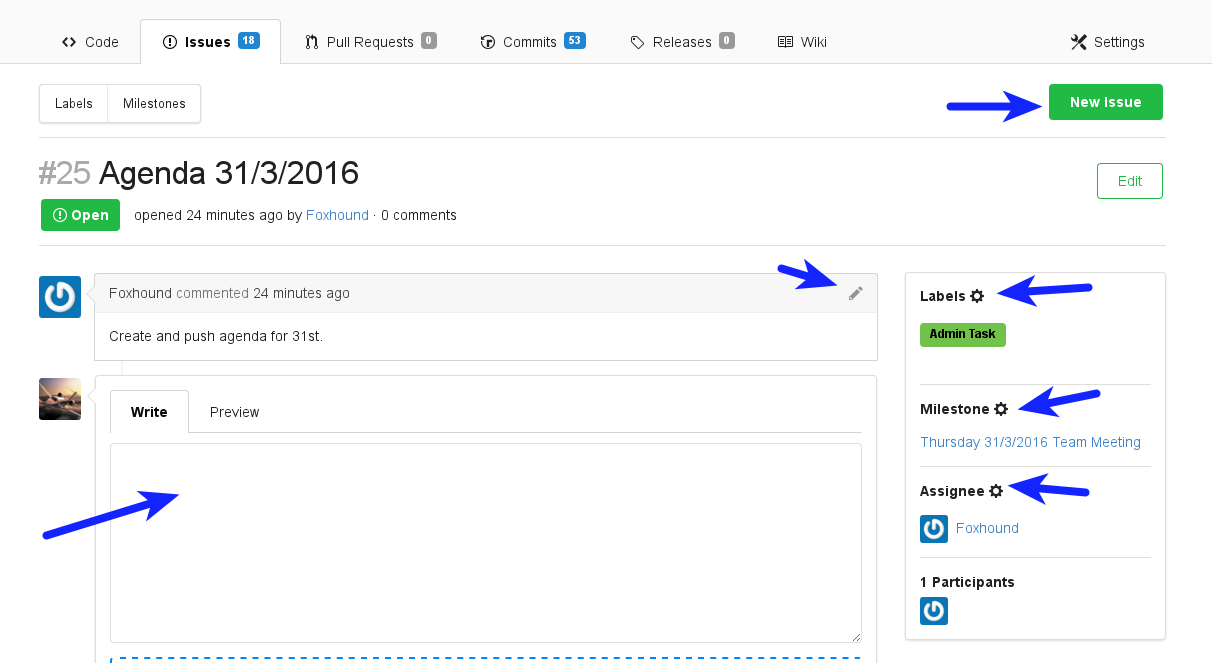 Code Issues 18 Pull Requests 0 Commits 53 Releases 0 Wiki Settings
Labels Milestones New Issue
#25 Agenda 31/3/2016 Edit
Open opened 24 minutes ago by Foxhound · 0 comments
Foxhound commented 24 minutes ago
Create and push agenda for 31st.
Write Preview
Labels
Admin Task
Milestone
Thursday 31/3/2016 Team Meeting
Assignee
Foxhound
1 Participants